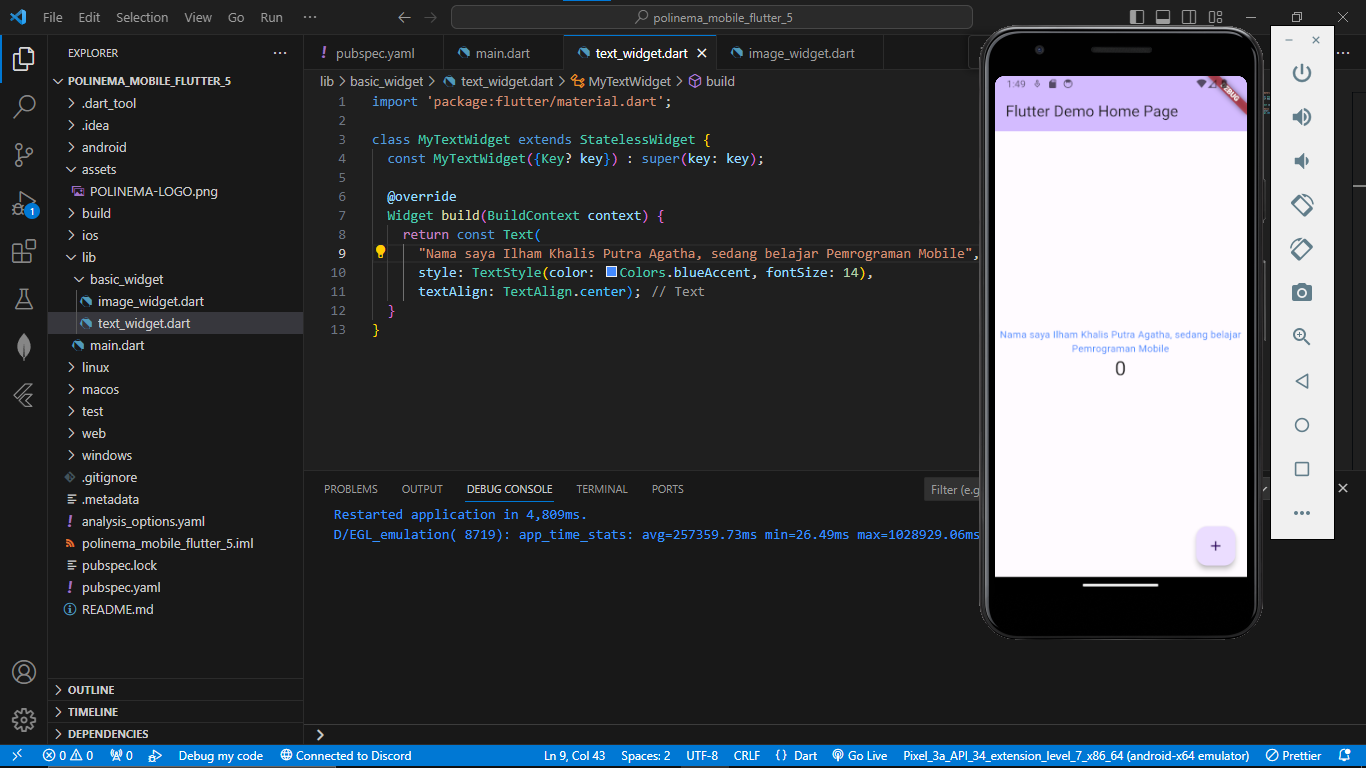 File Edit Selection View Go Run ···
polinema_mobile_flutter_5
EXPLORER
POLINEMA_MOBILE_FLUTTER_5
.dart_tool
.idea
android
assets
POLINEMA-LOGO.png
build
ios
lib
basic_widget
image_widget.dart
text_widget.dart
main.dart
linux
macos
test
web
windows
.gitignore
.metadata
analysis_options.yaml
polinema_mobile_flutter_5.iml
pubspec.lock
pubspec.yaml
README.md
OUTLINE
TIMELINE
DEPENDENCIES
1
pubspec.yaml main.dart text_widget.dart image_widget.dart
lib > basic_widget > text_widget.dart > MyTextWidget > build
1 import 'package:flutter/material.dart';
2
3 class MyTextWidget extends StatelessWidget {
4 const MyTextWidget({Key? key}) : super(key: key);
5
6 @override
7 Widget build(BuildContext context) {
8 return const Text(
9 "Nama saya Ilham Khalis Putra Agatha, sedang belajar Pemrograman Mobile",
10 style: TextStyle(color: Colors.blueAccent, fontSize: 14),
11 textAlign: TextAlign.center); // Text
12 }
13 }
PROBLEMS OUTPUT DEBUG CONSOLE TERMINAL PORTS
Filter (e.g
Restarted application in 4,809ms.
D/EGL_emulation( 8719): app_time_stats: avg=257359.73ms min=26.49ms max=1028929.06ms
1:49
Flutter Demo Home Page
Nama saya Ilham Khalis Putra Agatha, sedang belajar
Pemrograman Mobile
0
+
0 0 0 Debug my code Connected to Discord Ln 9, Col 43 Spaces: 2 UTF-8 CRLF {} Dart Go Live Pixel_3a_API_34_extension_level_7_x86_64 (android-x64 emulator) Prettier